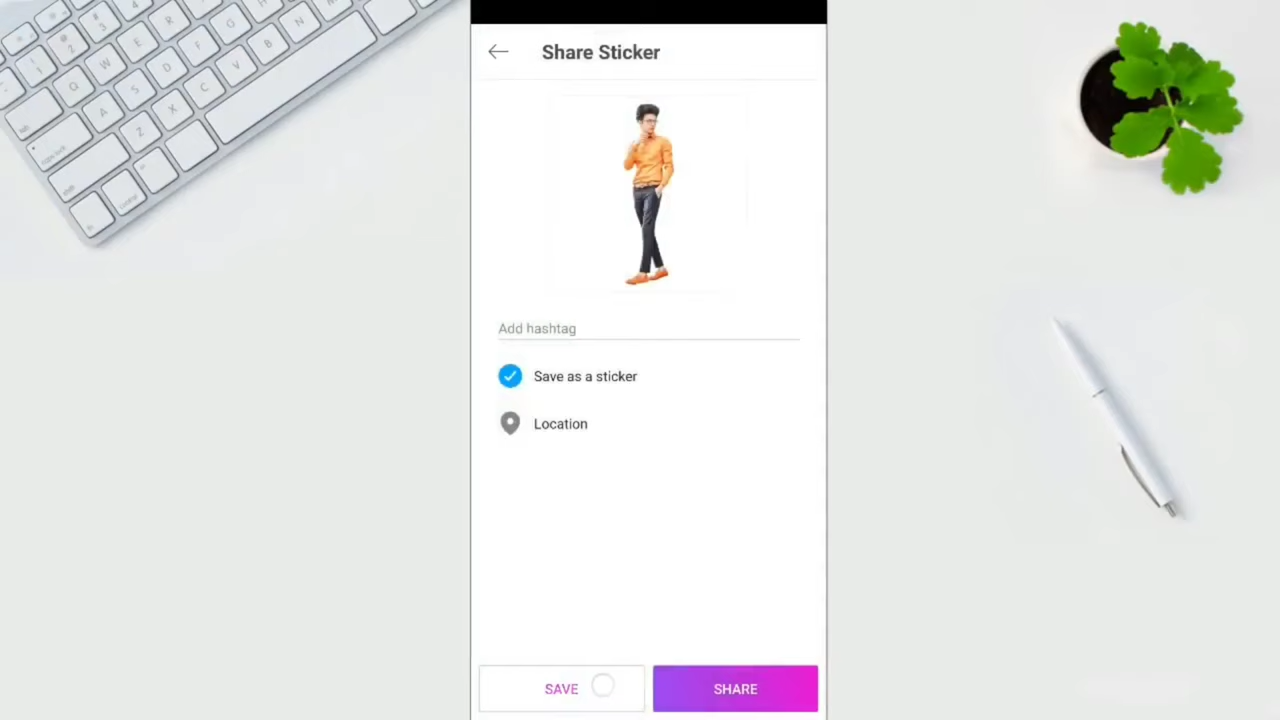 Share Sticker
Add hashtag
Save as a sticker
Location
SAVE
SHARE